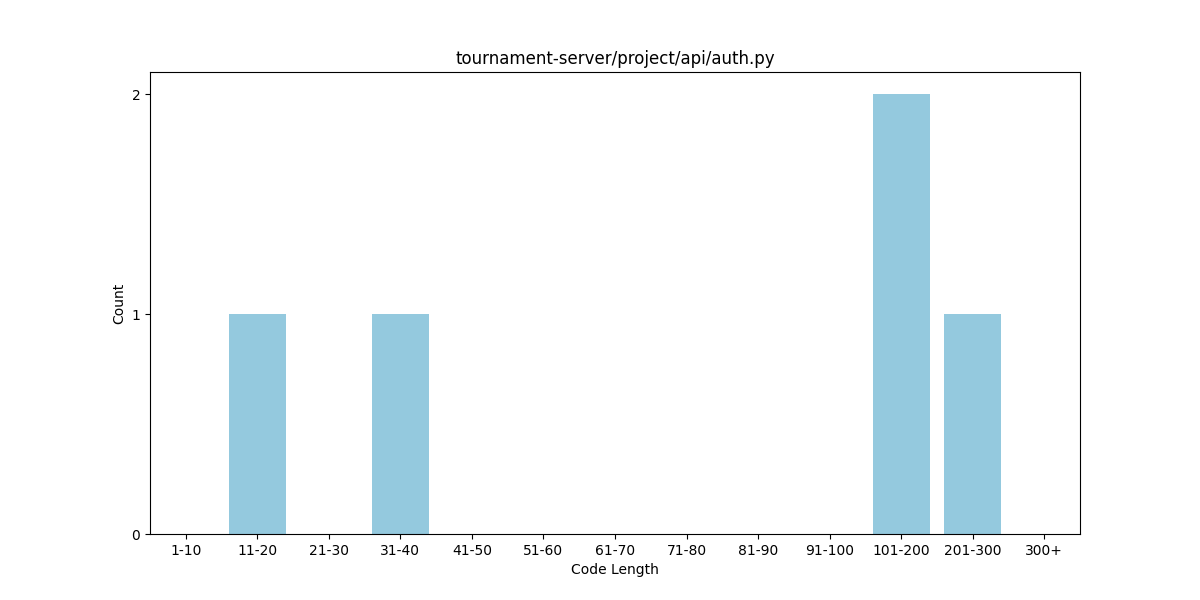 tournament-server/project/api/auth.py
2
1
0
Count
1-10 11-20 21-30 31-40 41-50 51-60 61-70 71-80 81-90 91-100 101-200 201-300 300+
Code Length